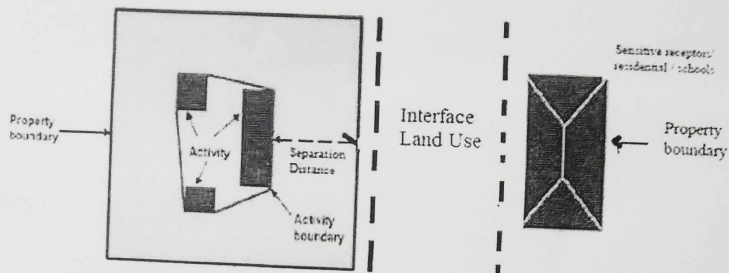 Property
boundary
Activity
Separation
Distance
Activity
boundary
Interface
Land Use
Sensitive receptors/
residential / schools
Property
boundary